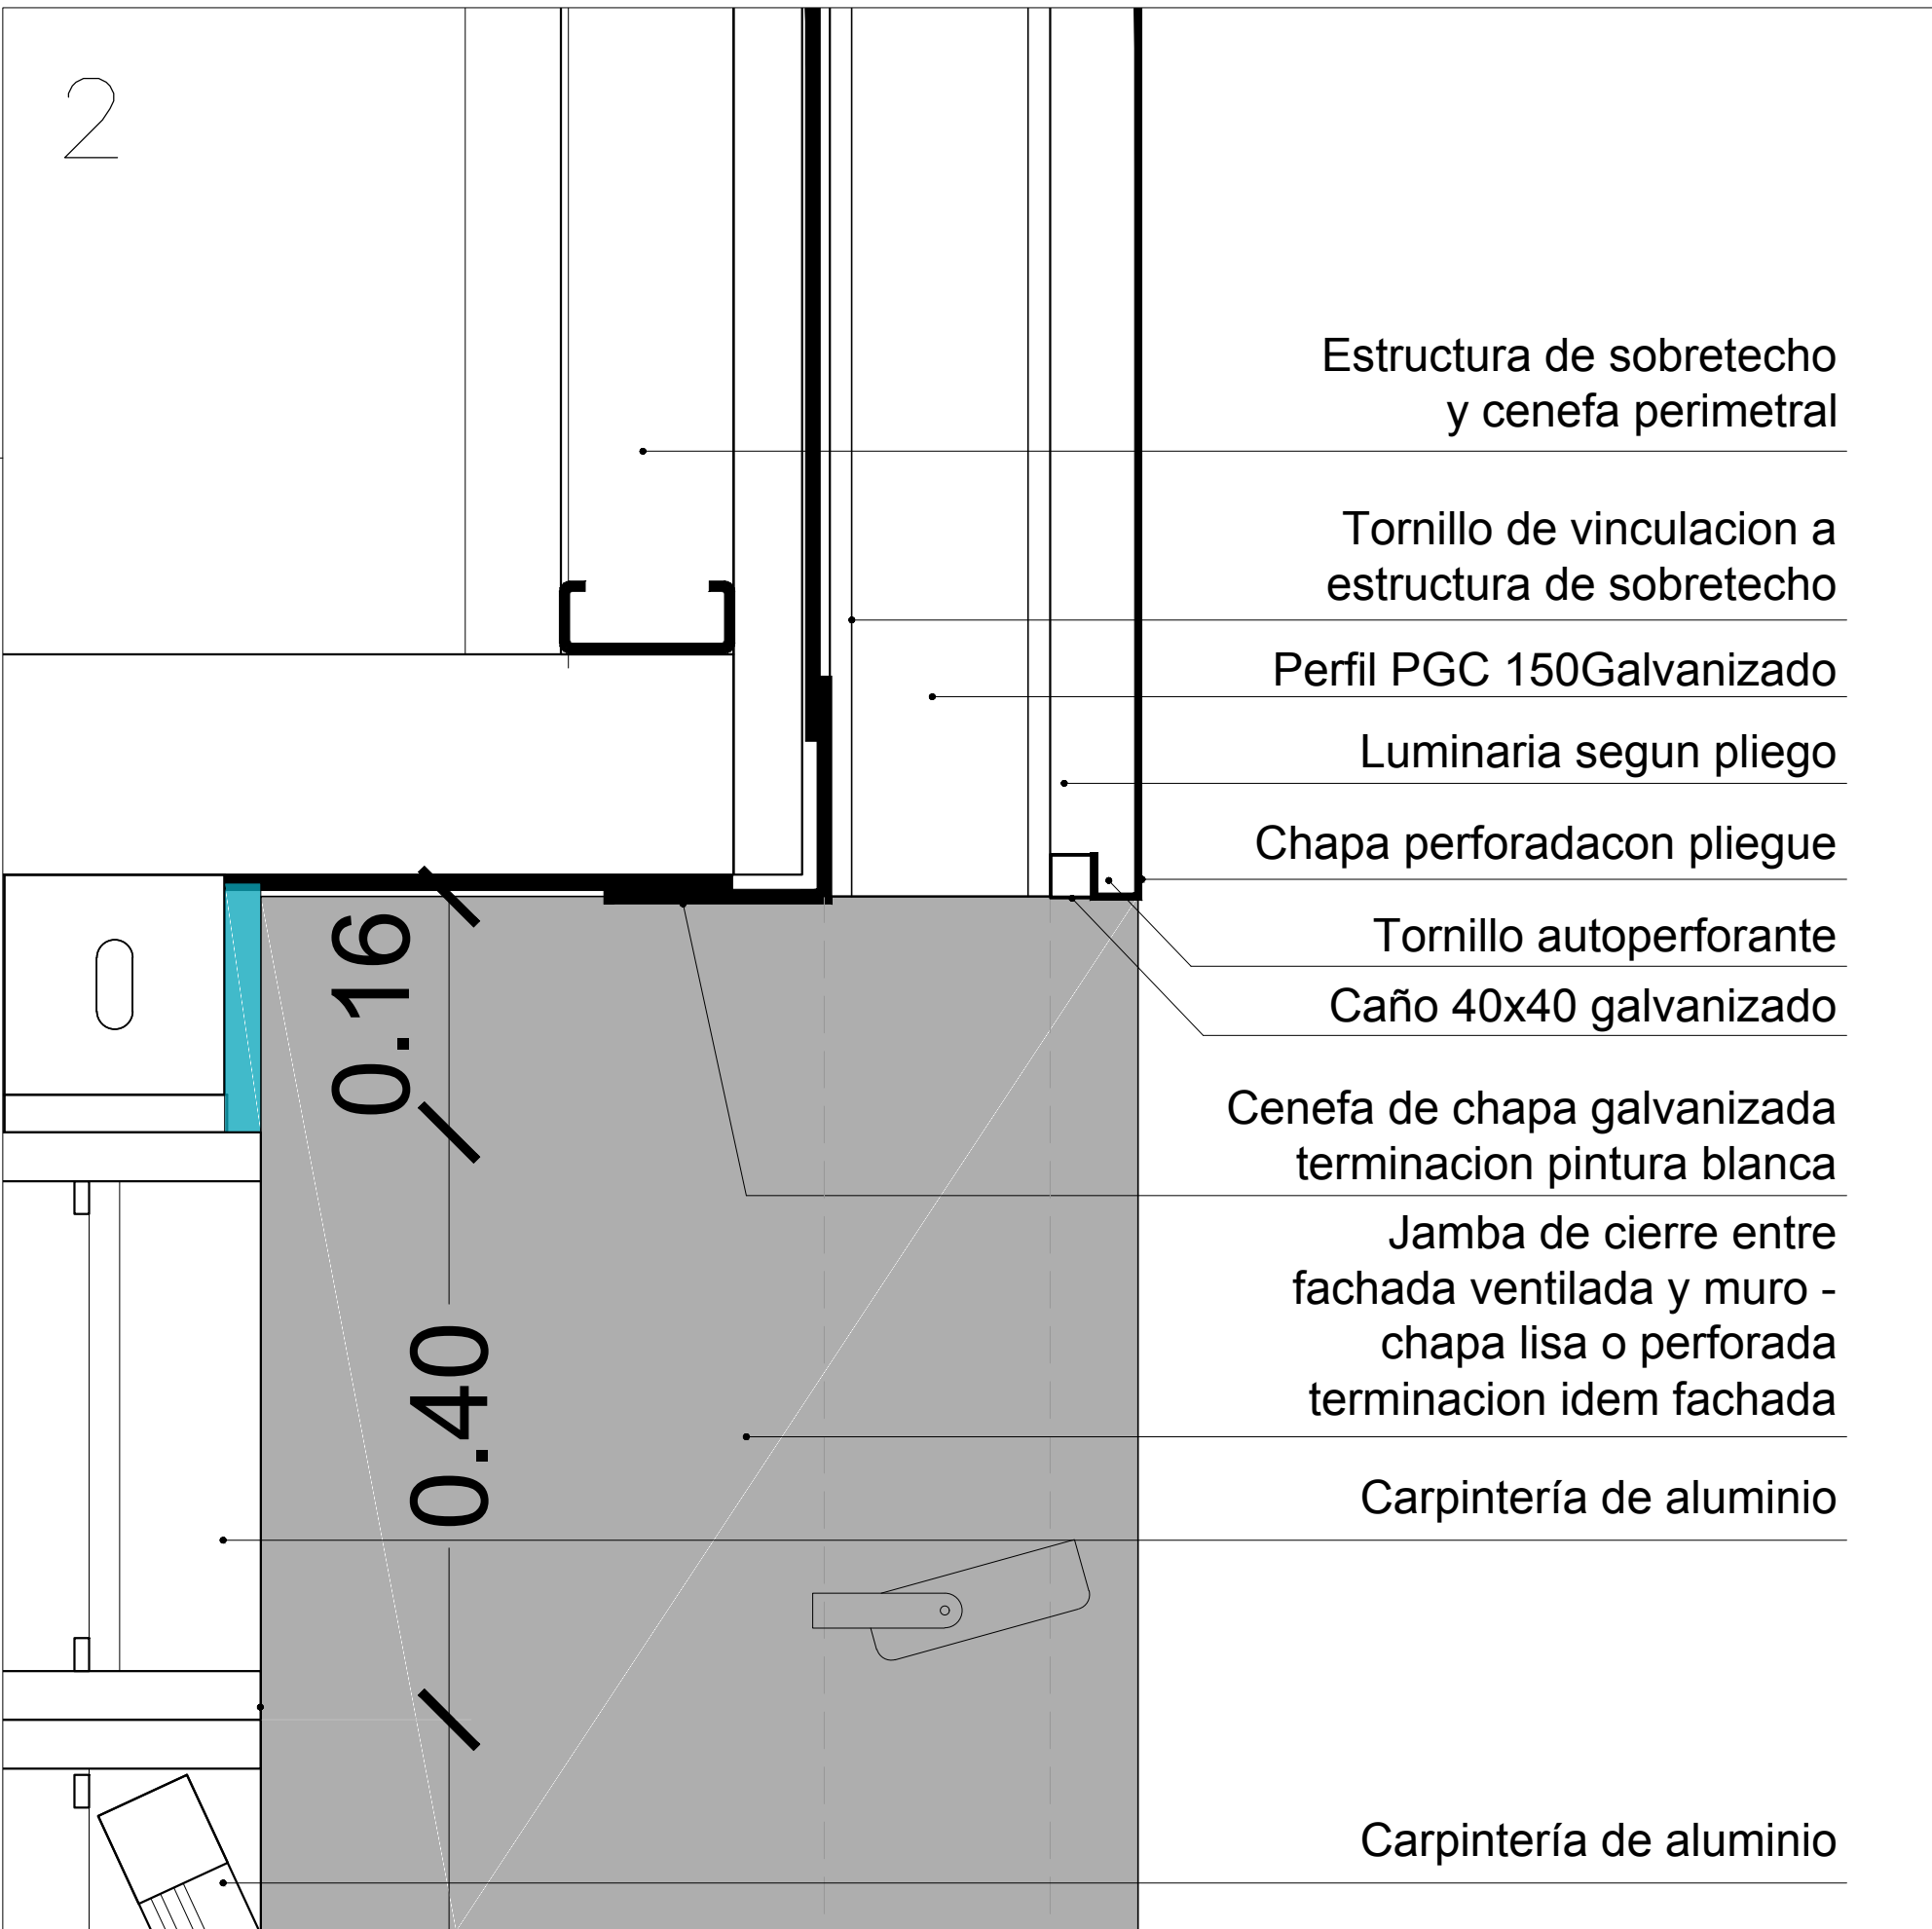 2
Estructura de sobretecho
y cenefa perimetral
Tornillo de vinculacion a
estructura de sobretecho
Perfil PGC 150Galvanizado
Luminaria segun pliego
Chapa perforadacon pliegue
Tornillo autoperforante
Caño 40x40 galvanizado
Cenefa de chapa galvanizada
terminacion pintura blanca
Jamba de cierre entre
fachada ventilada y muro -
chapa lisa o perforada
terminacion idem fachada
Carpintería de aluminio
Carpintería de aluminio
0.16
0.40